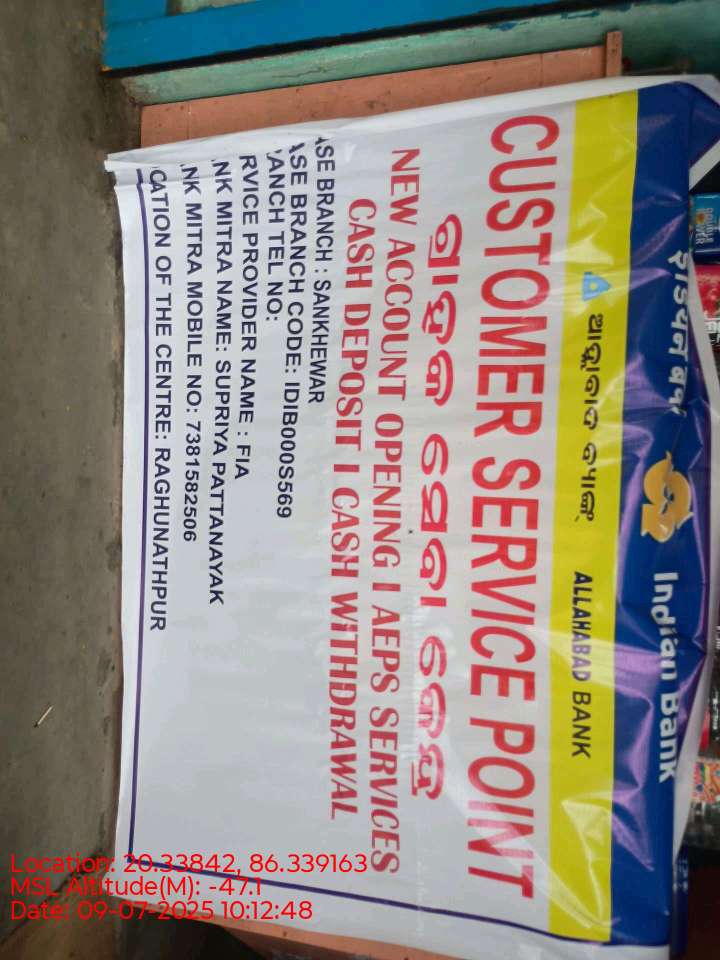 इंडियन बैंक Indian Bank
ଆହ୍ଲାବାଦ ବ୍ୟାଙ୍କ ALLAHABAD BANK
CUSTOMER SERVICE POINT
ଗ୍ରାହକ ସେବା କେନ୍ଦ୍ର
NEW ACCOUNT OPENING I AEPS SERVICES
CASH DEPOSIT I CASH WITHDRAWAL
ASE BRANCH : SANKHEWAR
ASE BRANCH CODE: IDIB000S569
ANCH TEL NO:
RVICE PROVIDER NAME : FIA
NK MITRA NAME: SUPRIYA PATTANAYAK
NK MITRA MOBILE NO: 7381582506
CATION OF THE CENTRE: RAGHUNATHPUR
DOUBLE POWER
Location: 20.33842, 86.339163
MSL Altitude(M): -47.1
Date: 09-07-2025 10:12:48